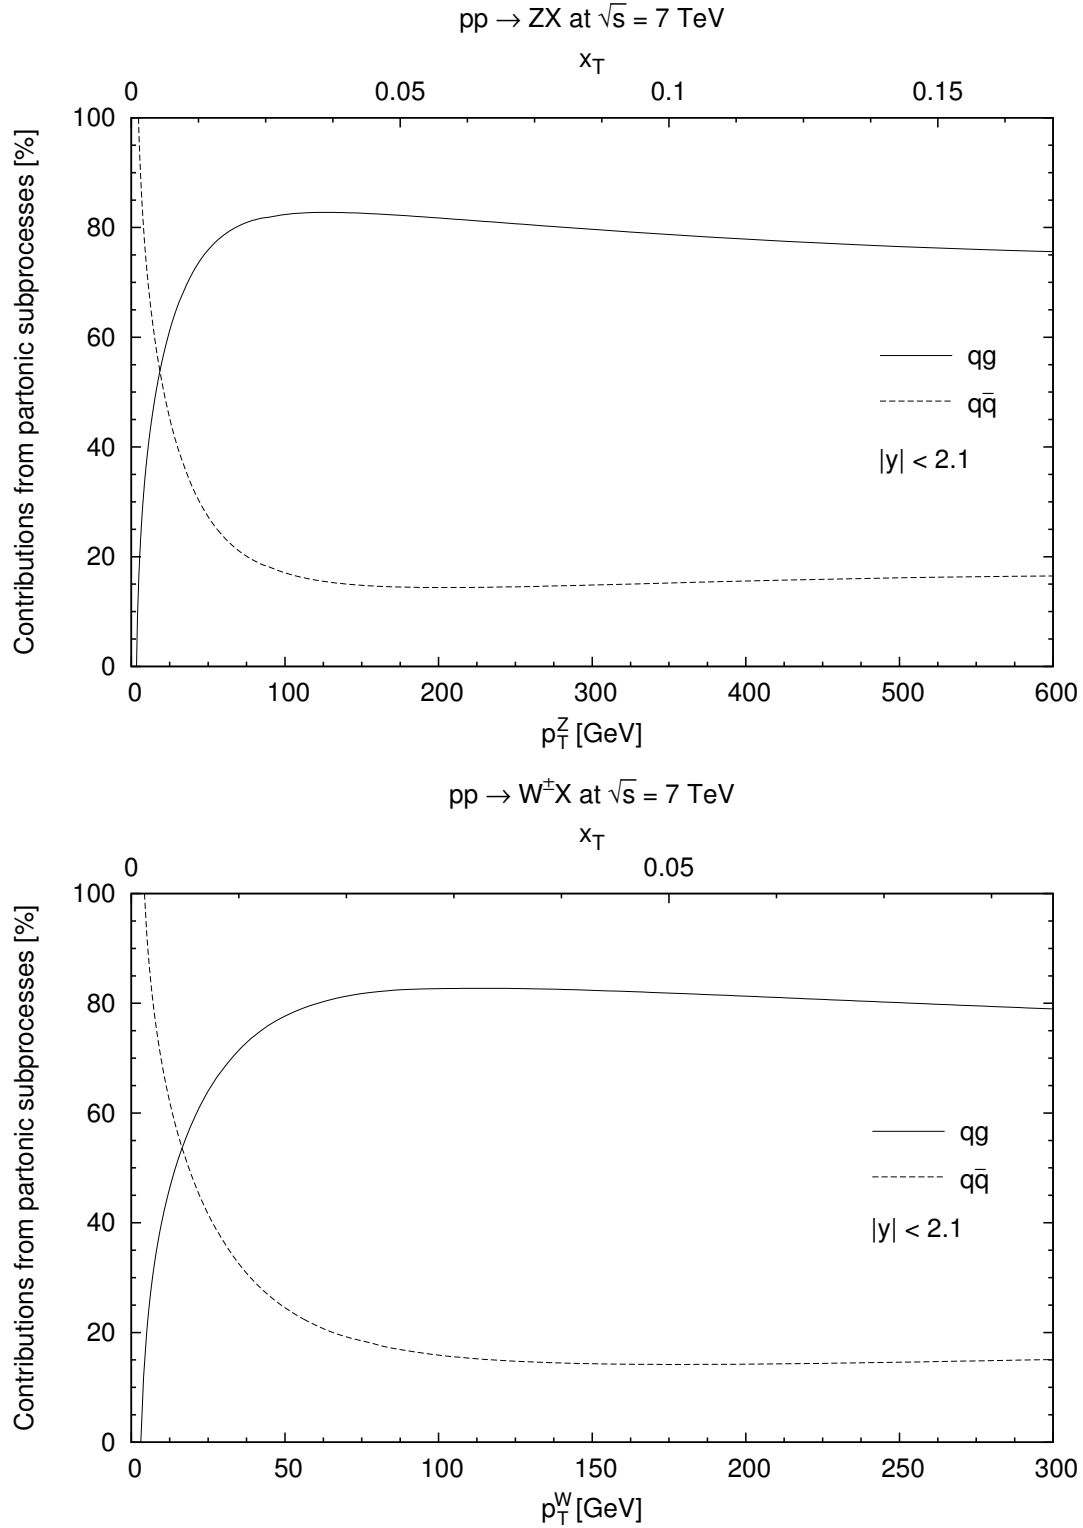 pp → ZX at √s = 7 TeV
x_T
0 0.05 0.1 0.15
Contributions from partonic subprocesses [%]
100
80
60
40
20
0
qg
qq̄
|y| < 2.1
0 100 200 300 400 500 600
p_T^Z [GeV]
pp → W^±X at √s = 7 TeV
x_T
0 0.05
Contributions from partonic subprocesses [%]
100
80
60
40
20
0
qg
qq̄
|y| < 2.1
0 50 100 150 200 250 300
p_T^W [GeV]